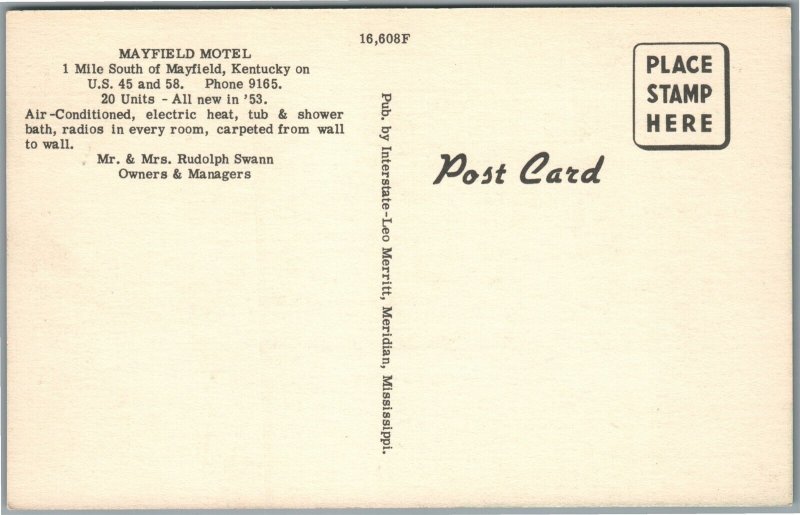 16,608F
MAYFIELD MOTEL
1 Mile South of Mayfield, Kentucky on
U.S. 45 and 58. Phone 9165.
20 Units - All new in '53.
Air-Conditioned, electric heat, tub & shower
bath, radios in every room, carpeted from wall
to wall.
Mr. & Mrs. Rudolph Swann
Owners & Managers
Pub. by Interstate-Leo Merritt, Meridian, Mississippi.
Post Card
PLACE
STAMP
HERE